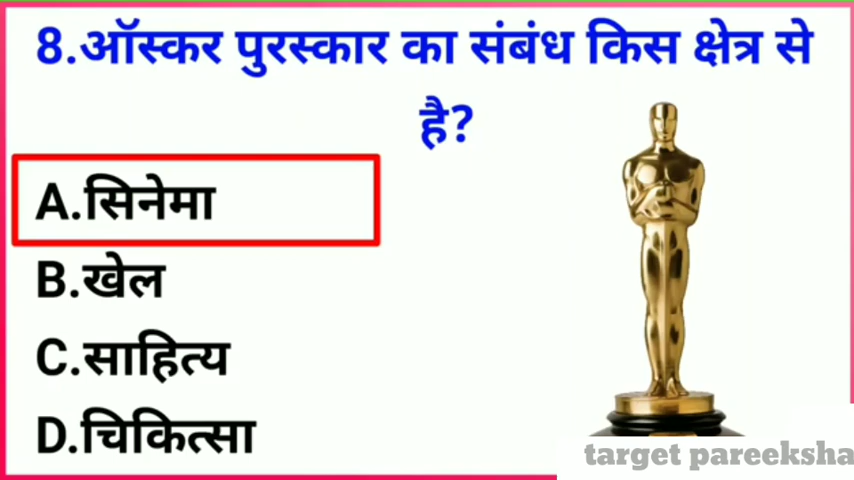 8.ऑस्कर पुरस्कार का संबंध किस क्षेत्र से
है?
A.सिनेमा
B.खेल
C.साहित्य
D.चिकित्सा
target pareeksha